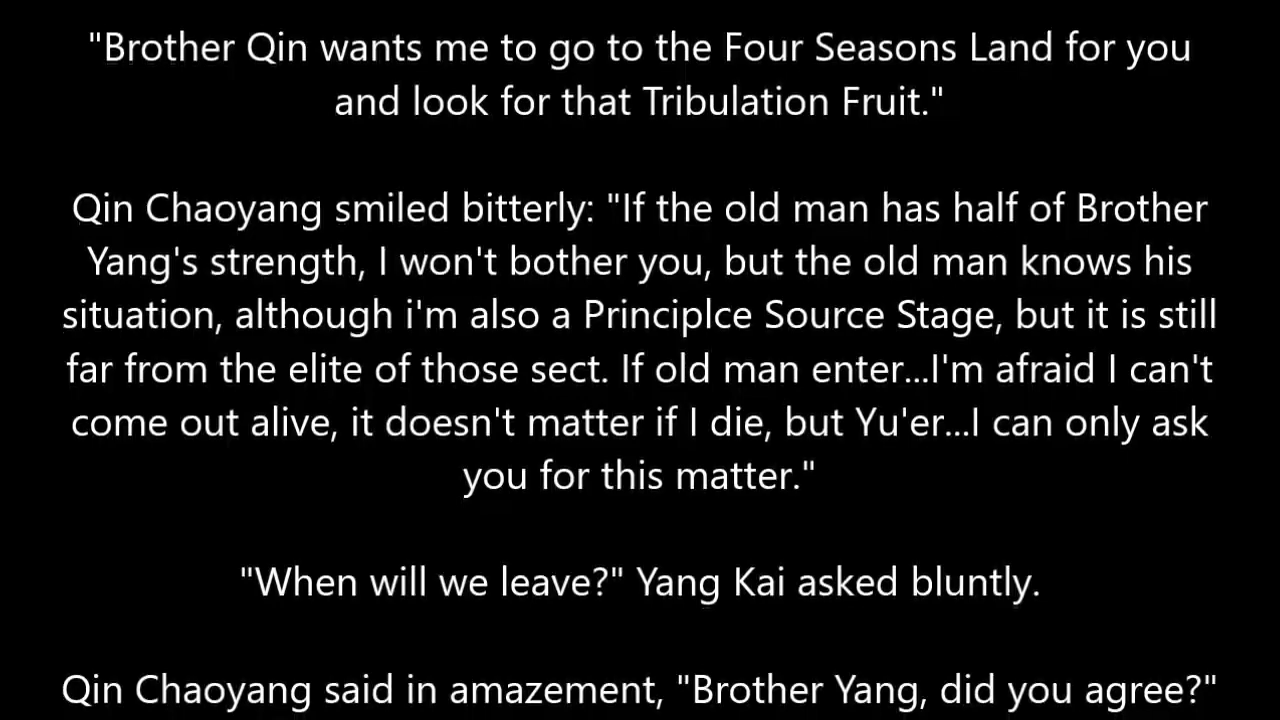 "Brother Qin wants me to go to the Four Seasons Land for you
and look for that Tribulation Fruit."
Qin Chaoyang smiled bitterly: "If the old man has half of Brother
Yang's strength, I won't bother you, but the old man knows his
situation, although i'm also a Principlce Source Stage, but it is still
far from the elite of those sect. If old man enter...I'm afraid I can't
come out alive, it doesn't matter if I die, but Yu'er...I can only ask
you for this matter."
"When will we leave?" Yang Kai asked bluntly.
Qin Chaoyang said in amazement, "Brother Yang, did you agree?"